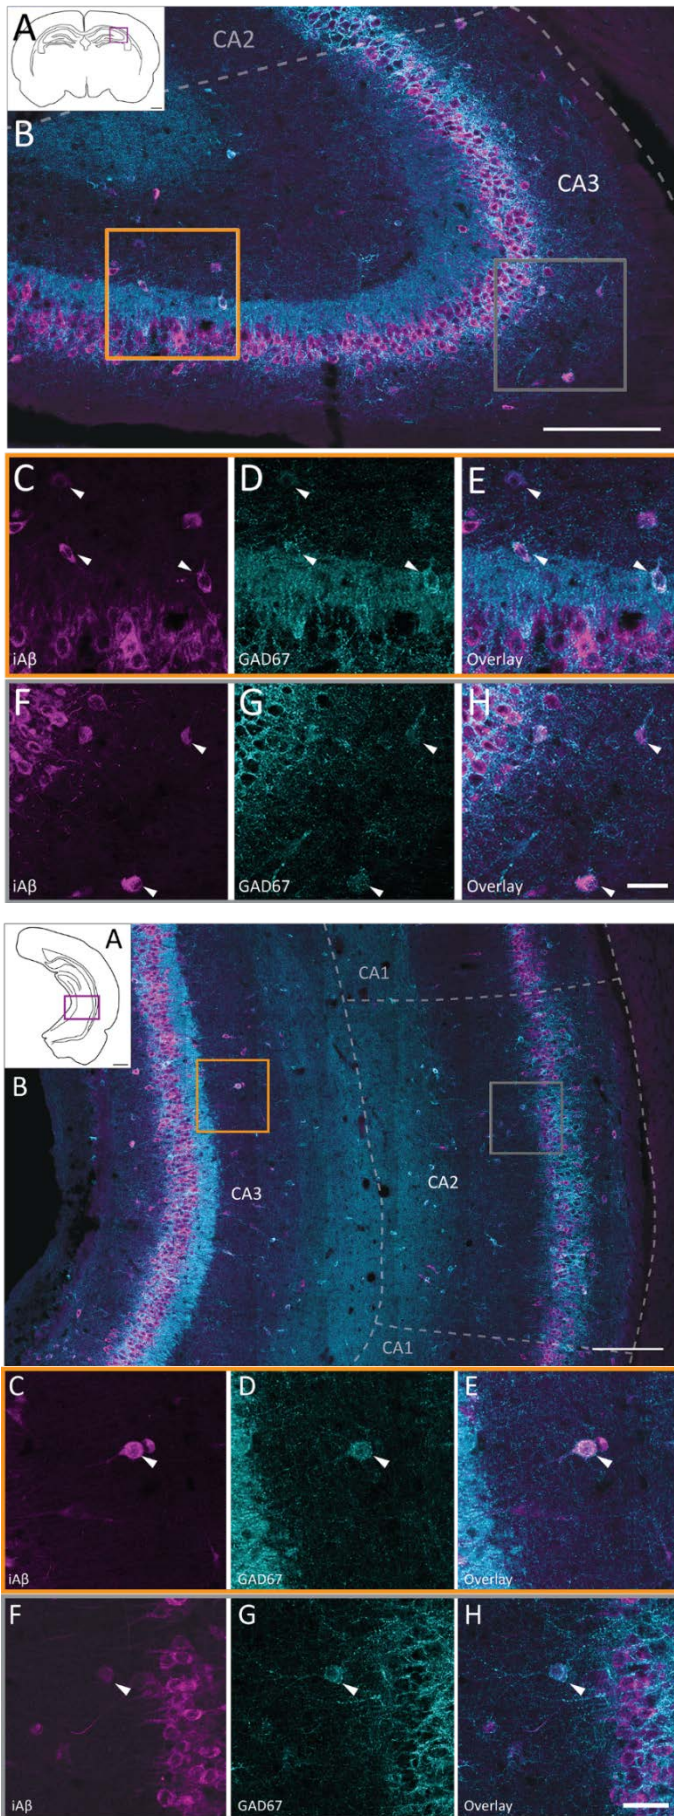 A
CA2
B
CA3
C
D
E
iAβ
GAD67
Overlay
F
G
H
iAβ
GAD67
Overlay
A
CA1
B
CA3
CA2
CA1
C
D
E
iAβ
GAD67
Overlay
F
G
H
iAβ
GAD67
Overlay